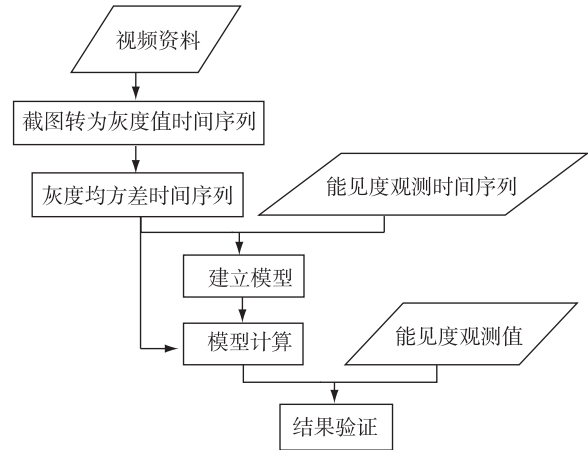 视频资料
截图转为灰度值时间序列
灰度均方差时间序列
能见度观测时间序列
建立模型
模型计算
能见度观测值
结果验证